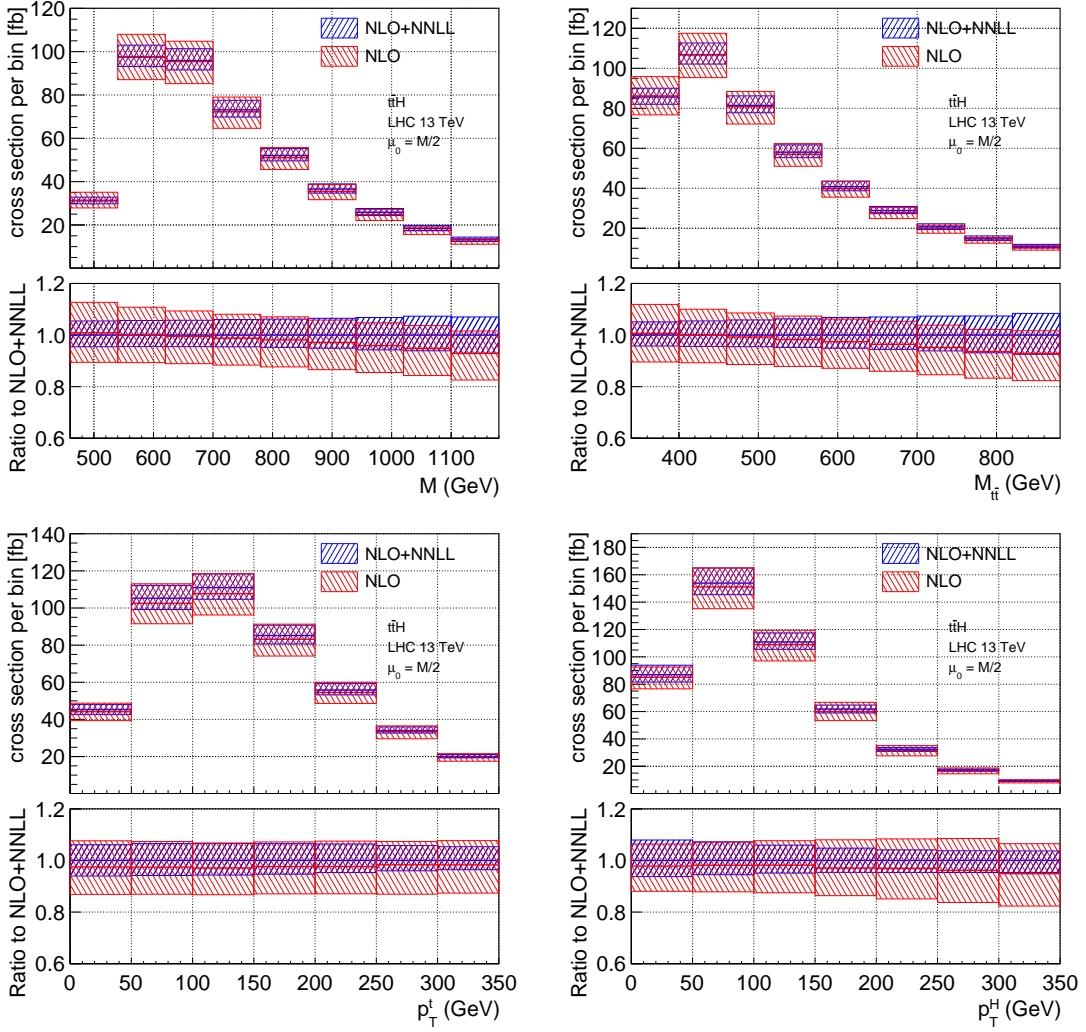 cross section per bin [fb]
120
100
80
60
40
20
NLO+NNLL
NLO
tt̄H
LHC 13 TeV
μ0 = M/2
Ratio to NLO+NNLL
1.2
1.0
0.8
0.6
500 600 700 800 900 1000 1100
M (GeV)
cross section per bin [fb]
120
100
80
60
40
20
NLO+NNLL
NLO
tt̄H
LHC 13 TeV
μ0 = M/2
Ratio to NLO+NNLL
1.2
1.0
0.8
0.6
400 500 600 700 800
Mtt̄ (GeV)
cross section per bin [fb]
140
120
100
80
60
40
20
NLO+NNLL
NLO
tt̄H
LHC 13 TeV
μ0 = M/2
Ratio to NLO+NNLL
1.2
1.0
0.8
0.6
0 50 100 150 200 250 300 350
pTt (GeV)
cross section per bin [fb]
180
160
140
120
100
80
60
40
20
NLO+NNLL
NLO
tt̄H
LHC 13 TeV
μ0 = M/2
Ratio to NLO+NNLL
1.2
1.0
0.8
0.6
0 50 100 150 200 250 300 350
pTH (GeV)